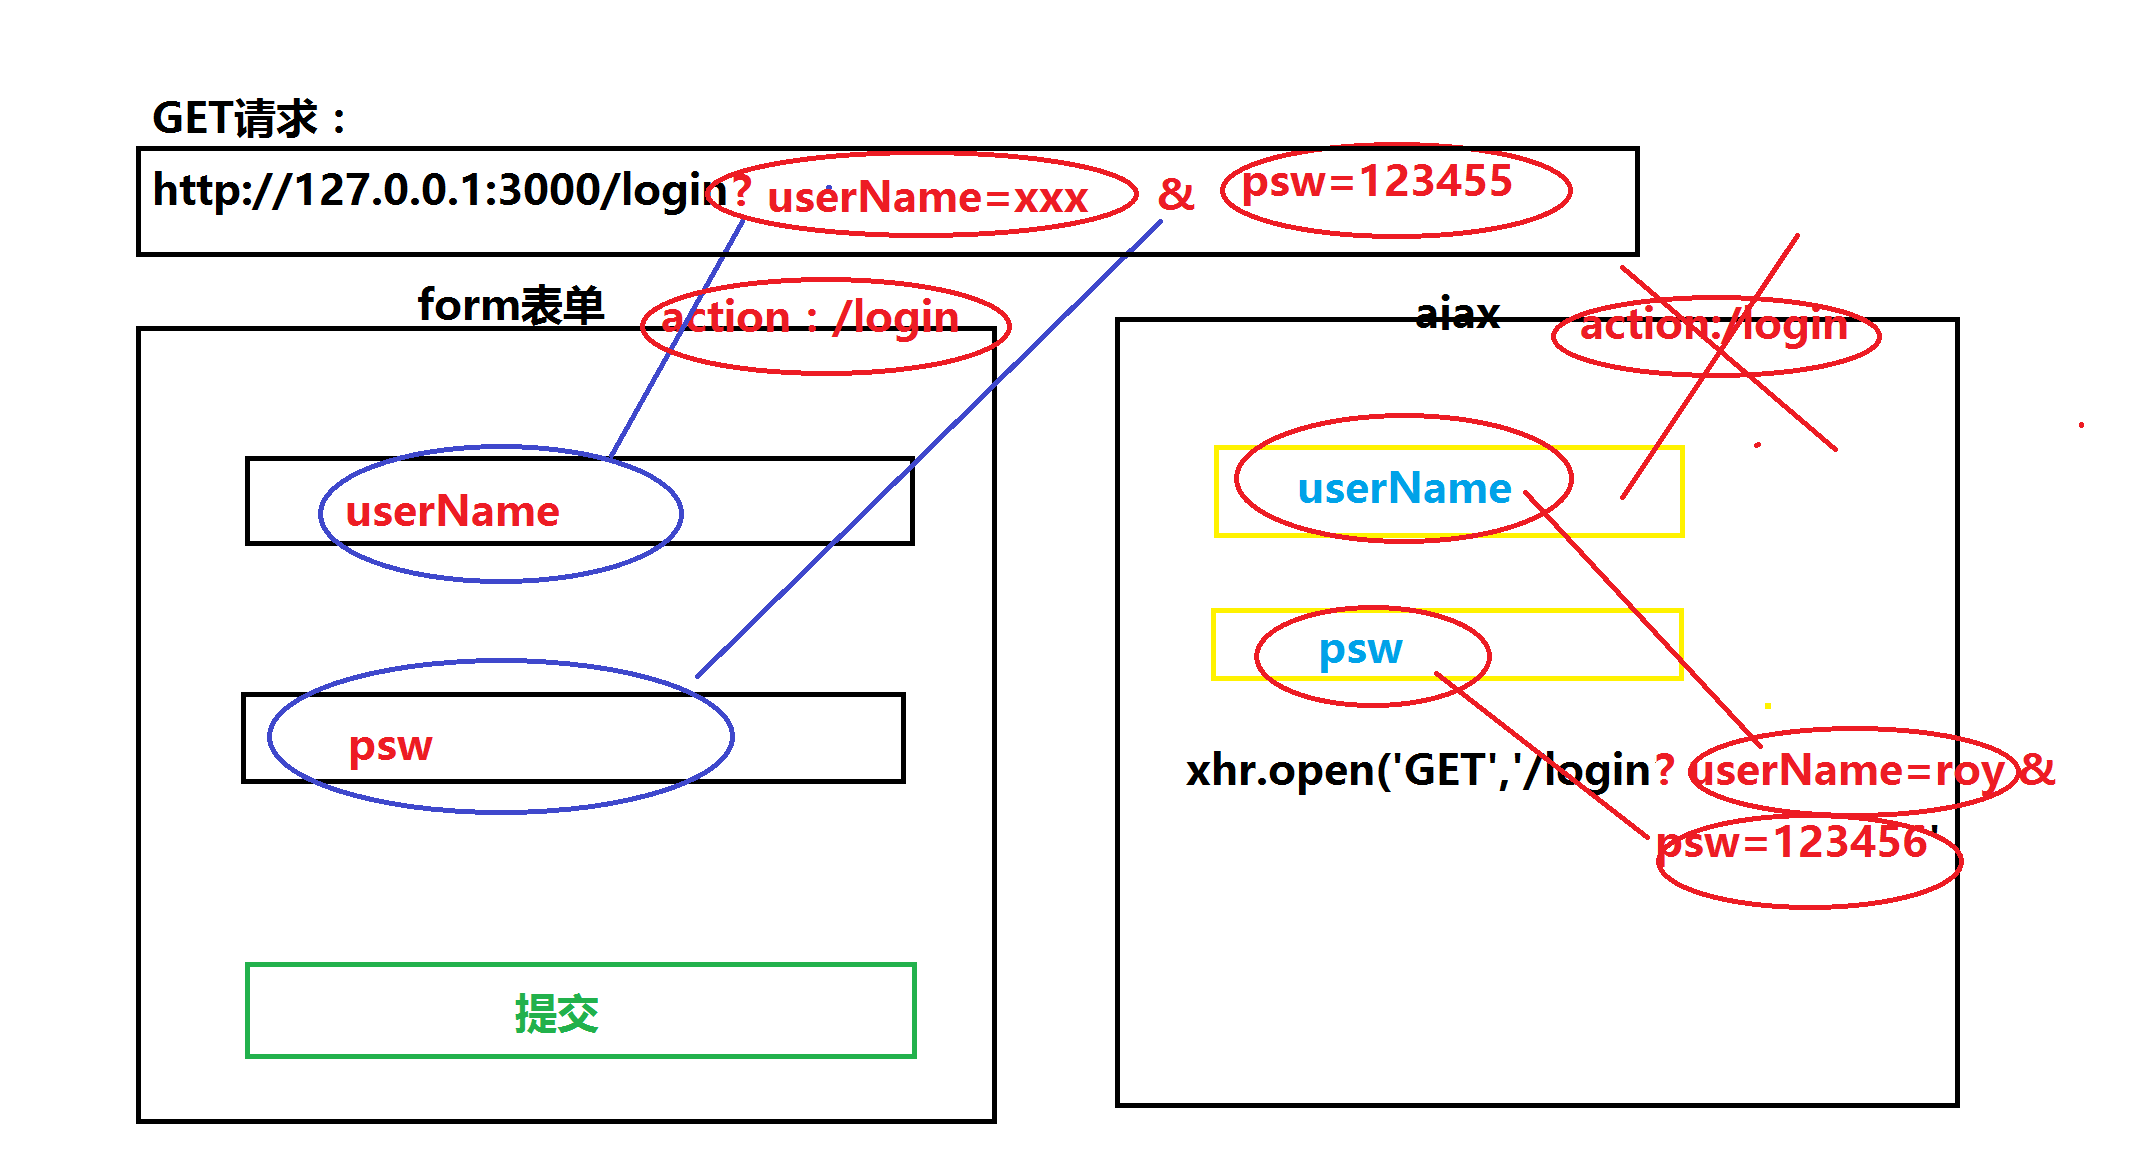 GET请求：
http://127.0.0.1:3000/login? userName=xxx & psw=123455
form表单 action：/login
userName
psw
提交
ajax action:/login
userName
psw
xhr.open('GET','/login? userName=roy &
psw=123456'